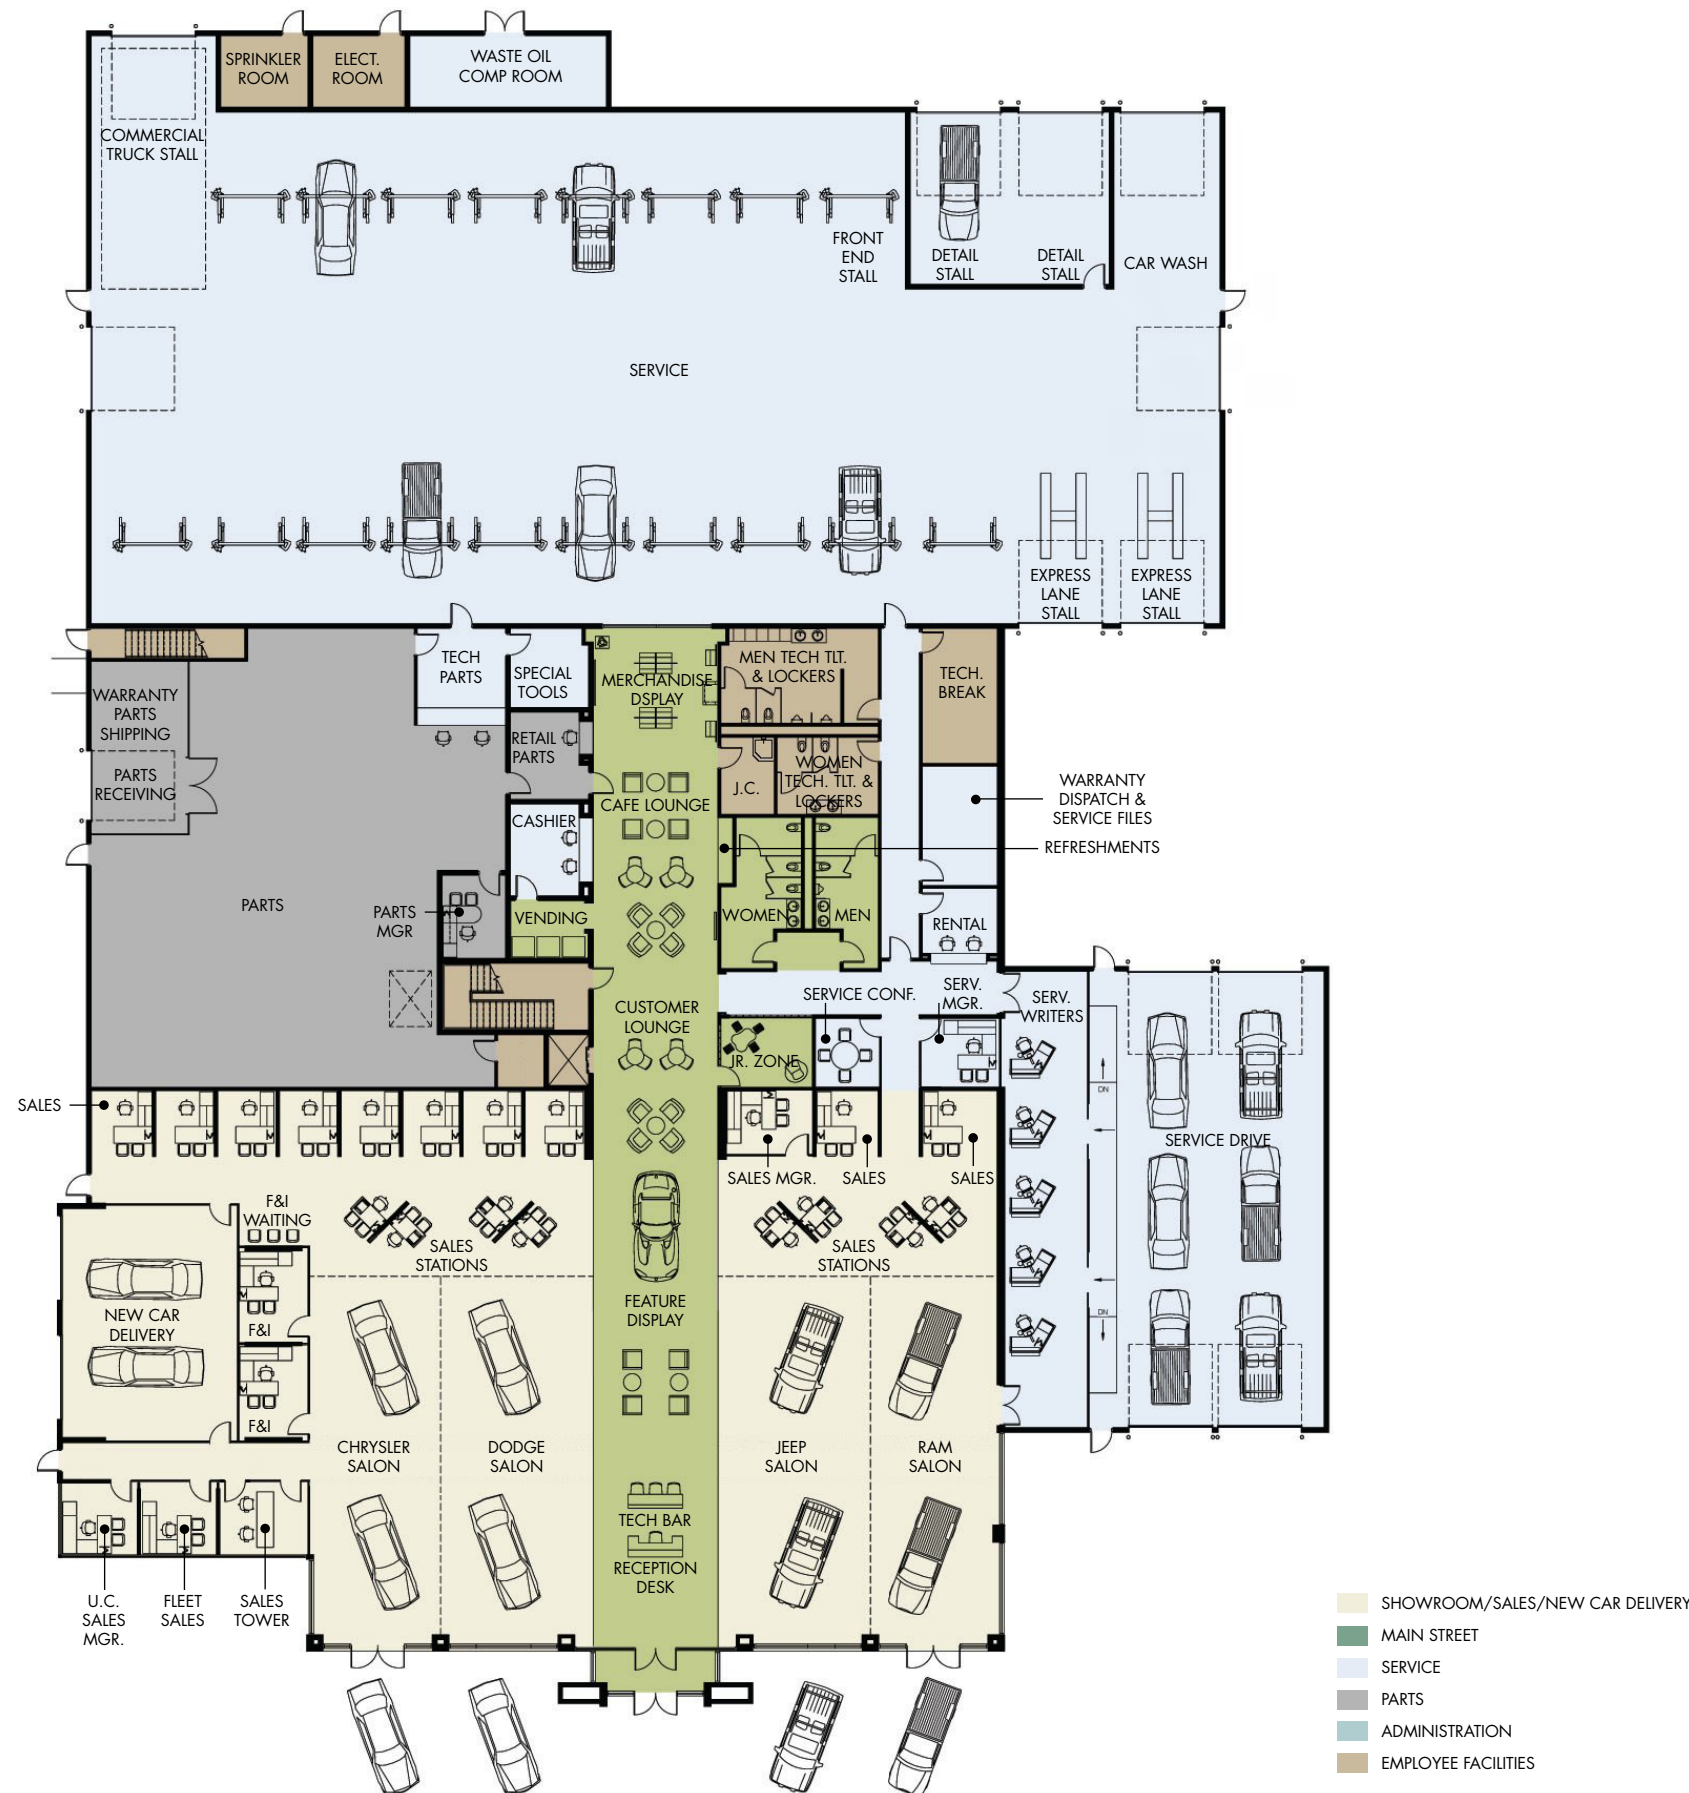 SPRINKLER
ROOM
ELECT.
ROOM
WASTE OIL
COMP ROOM
COMMERCIAL
TRUCK STALL
FRONT
END
STALL
DETAIL
STALL
DETAIL
STALL
CAR WASH
SERVICE
EXPRESS
LANE
STALL
EXPRESS
LANE
STALL
TECH
PARTS
SPECIAL
TOOLS
MERCHANDISE
DSPLAY
MEN TECH TLT.
& LOCKERS
TECH.
BREAK
WARRANTY
PARTS
SHIPPING
RETAIL
PARTS
PARTS
RECEIVING
J.C.
WOMEN
TECH. TLT. &
LOCKERS
WARRANTY
DISPATCH &
SERVICE FILES
CAFE LOUNGE
CASHIER
REFRESHMENTS
PARTS
PARTS
MGR
VENDING
WOMEN
MEN
RENTAL
CUSTOMER
LOUNGE
SERVICE CONF.
SERV.
MGR.
SERV.
WRITERS
JR. ZONE
DN
SALES
SERVICE DRIVE
SALES MGR.
SALES
SALES
F&I
WAITING
SALES
STATIONS
SALES
STATIONS
NEW CAR
DELIVERY
F&I
FEATURE
DISPLAY
DN
F&I
CHRYSLER
SALON
DODGE
SALON
JEEP
SALON
RAM
SALON
TECH BAR
RECEPTION
DESK
U.C.
SALES
MGR.
FLEET
SALES
SALES
TOWER
SHOWROOM/SALES/NEW CAR DELIVERY
MAIN STREET
SERVICE
PARTS
ADMINISTRATION
EMPLOYEE FACILITIES